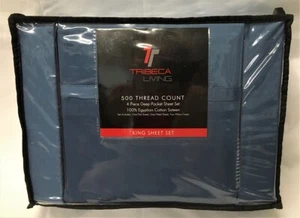 TRIBECA
LIVING
500 THREAD COUNT
4 Piece Deep Pocket Sheet Set
100% Egyptian Cotton Sateen
KING SHEET SET